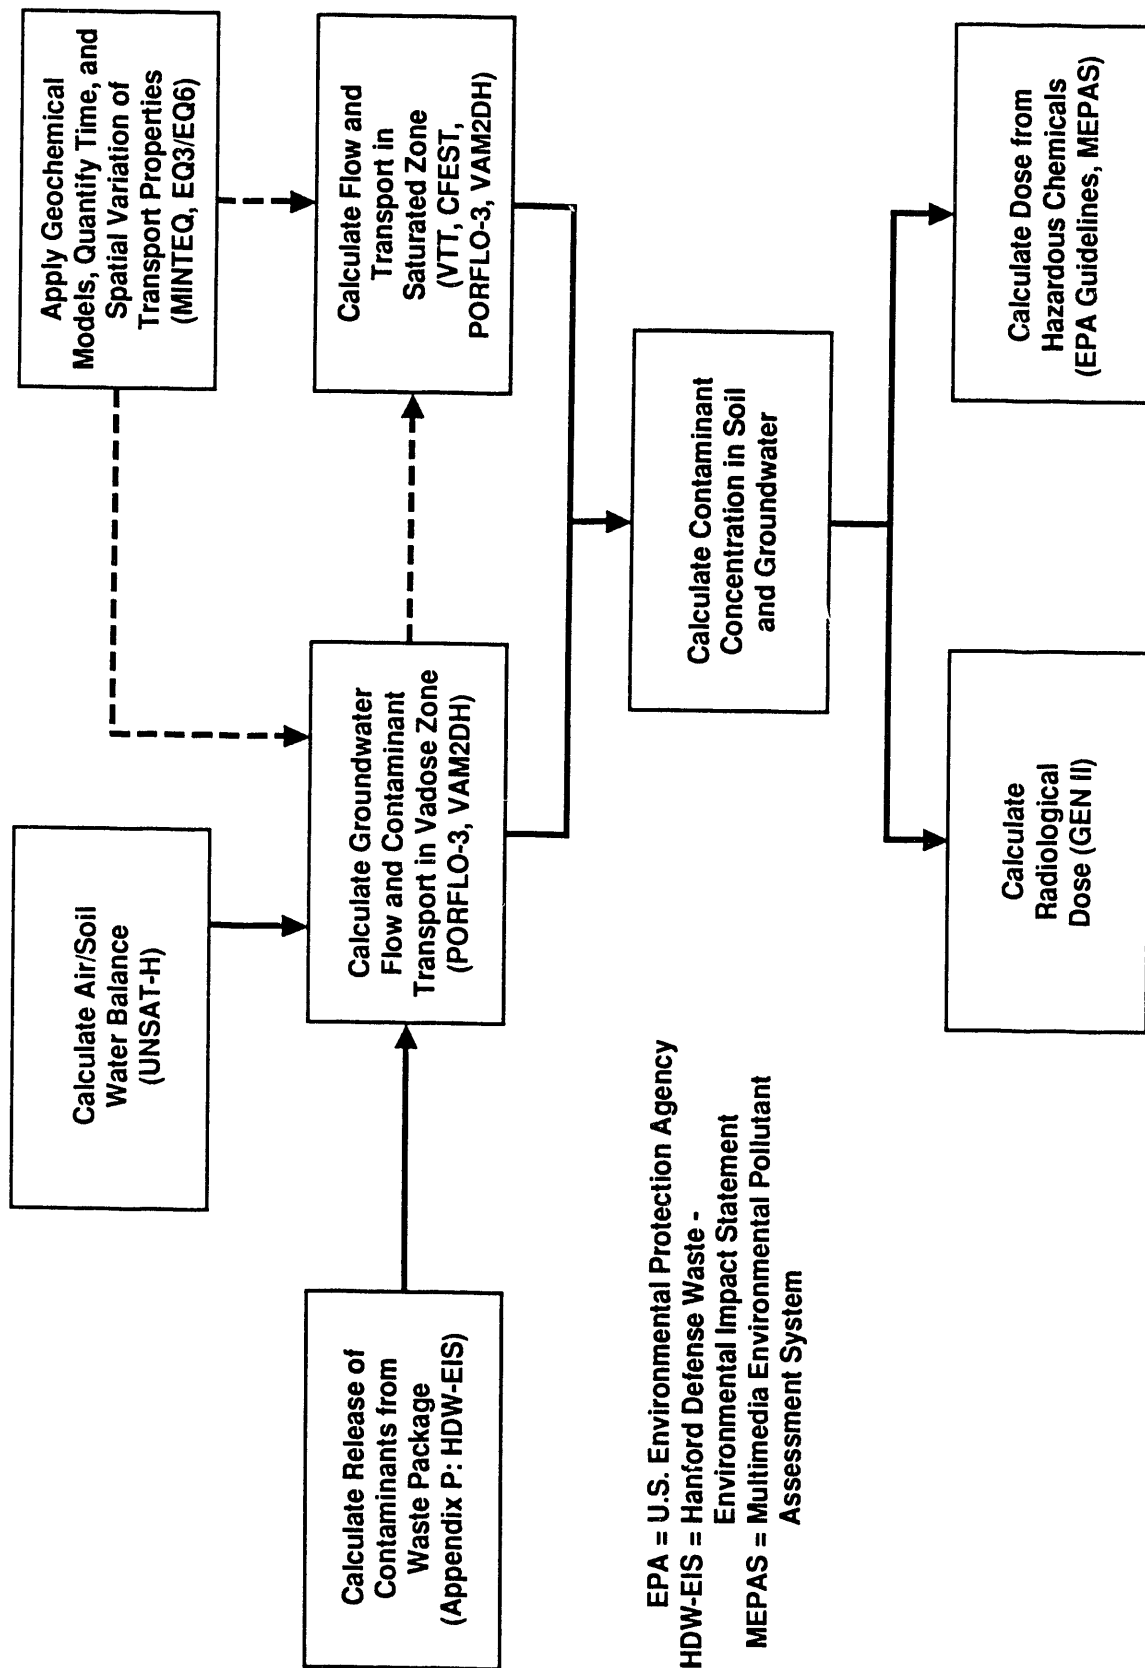 Calculate Release of
Contaminants from
Waste Package
(Appendix P: HDW-EIS)
Calculate Air/Soil
Water Balance
(UNSAT-H)
Apply Geochemical
Models, Quantify Time, and
Spatial Variation of
Transport Properties
(MINTEQ, EQ3/EQ6)
Calculate Groundwater
Flow and Contaminant
Transport in Vadose Zone
(PORFLO-3, VAM2DH)
Calculate Flow and
Transport in
Saturated Zone
(VTT, CFEST,
PORFLO-3, VAM2DH)
Calculate Contaminant
Concentration in Soil
and Groundwater
Calculate
Radiological
Dose (GEN II)
Calculate Dose from
Hazardous Chemicals
(EPA Guidelines, MEPAS)
EPA = U.S. Environmental Protection Agency
HDW-EIS = Hanford Defense Waste -
Environmental Impact Statement
MEPAS = Multimedia Environmental Pollutant
Assessment System